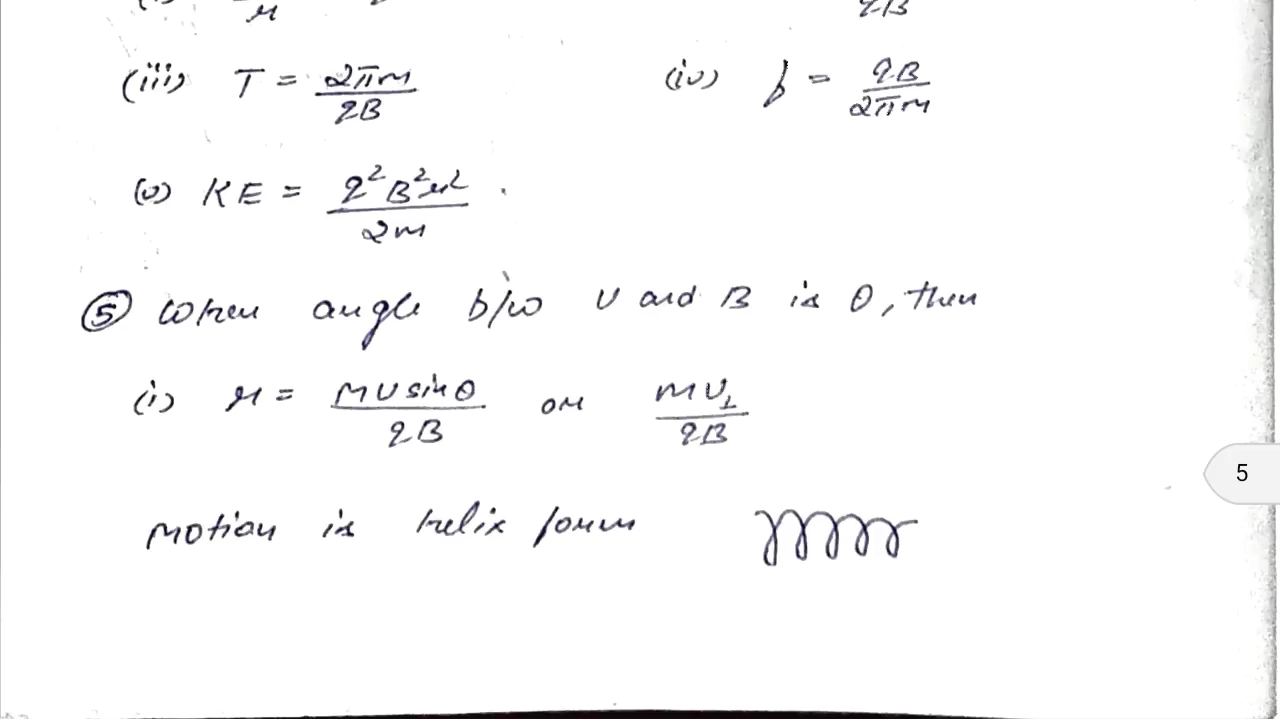 (iii) T = 2πm/qB (iv) f = qB/2πm
(v) KE = q²B²r²/2m .
⑤ When angle b/w v and B is θ, then
(i) r = mv sinθ/qB or mv⊥/qB
5
motion is helix form